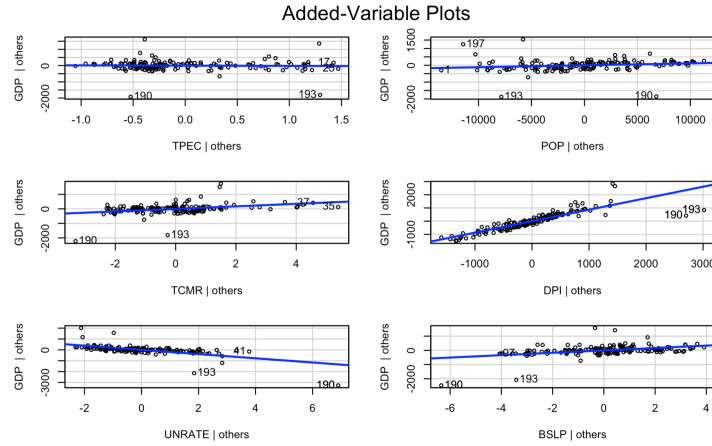 Added-Variable Plots
GDP | others
0
-2000
190
193
17
25
-1.0 -0.5 0.0 0.5 1.0 1.5
TPEC | others
GDP | others
1500
0
-2000
197
1
193
190
-10000 -5000 0 5000 10000
POP | others
GDP | others
0
-2000
190
193
37
35
-2 0 2 4
TCMR | others
GDP | others
2000
-1000
193
190
-1000 0 1000 2000 3000
DPI | others
GDP | others
0
-3000
41
193
190
-2 0 2 4 6
UNRATE | others
GDP | others
0
-2000
97
193
190
-6 -4 -2 0 2 4
BSLP | others